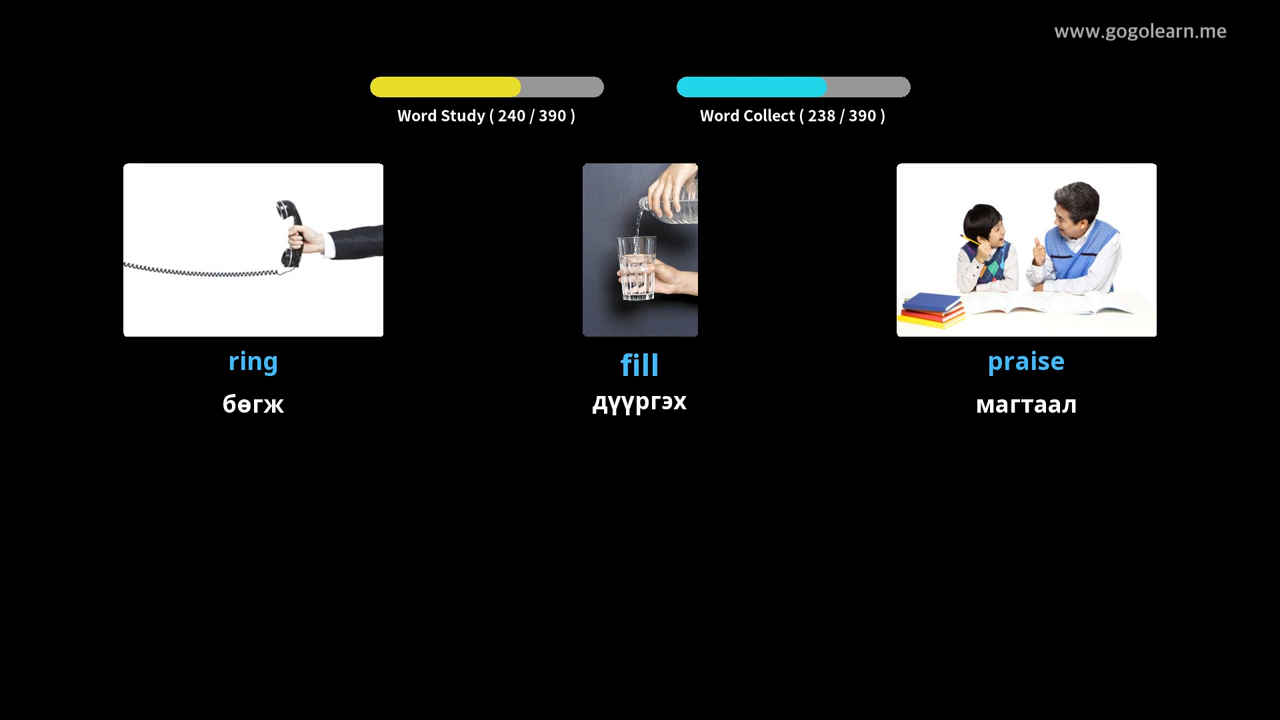 www.gogolearn.me
Word Study ( 240 / 390 )
Word Collect ( 238 / 390 )
ring
бөгж
fill
дүүргэх
praise
магтаал